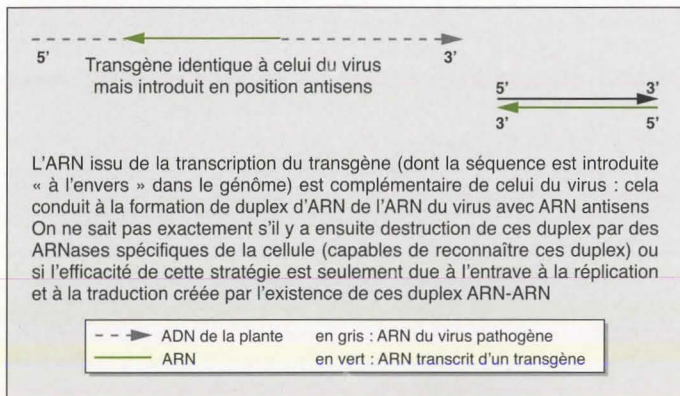 5’ 3’
Transgène identique à celui du virus
mais introduit en position antisens
5’ 3’
3’ 5’
L’ARN issu de la transcription du transgène (dont la séquence est introduite
« à l’envers » dans le génome) est complémentaire de celui du virus : cela
conduit à la formation de duplex d’ARN de l’ARN du virus avec ARN antisens
On ne sait pas exactement s’il y a ensuite destruction de ces duplex par des
ARNases spécifiques de la cellule (capables de reconnaître ces duplex) ou
si l’efficacité de cette stratégie est seulement due à l’entrave à la réplication
et à la traduction créée par l’existence de ces duplex ARN-ARN
ADN de la plante en gris : ARN du virus pathogène
ARN en vert : ARN transcrit d’un transgène